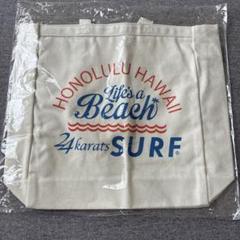 HONOLULU HAWAII
Life's a
Beach
24karats SURF